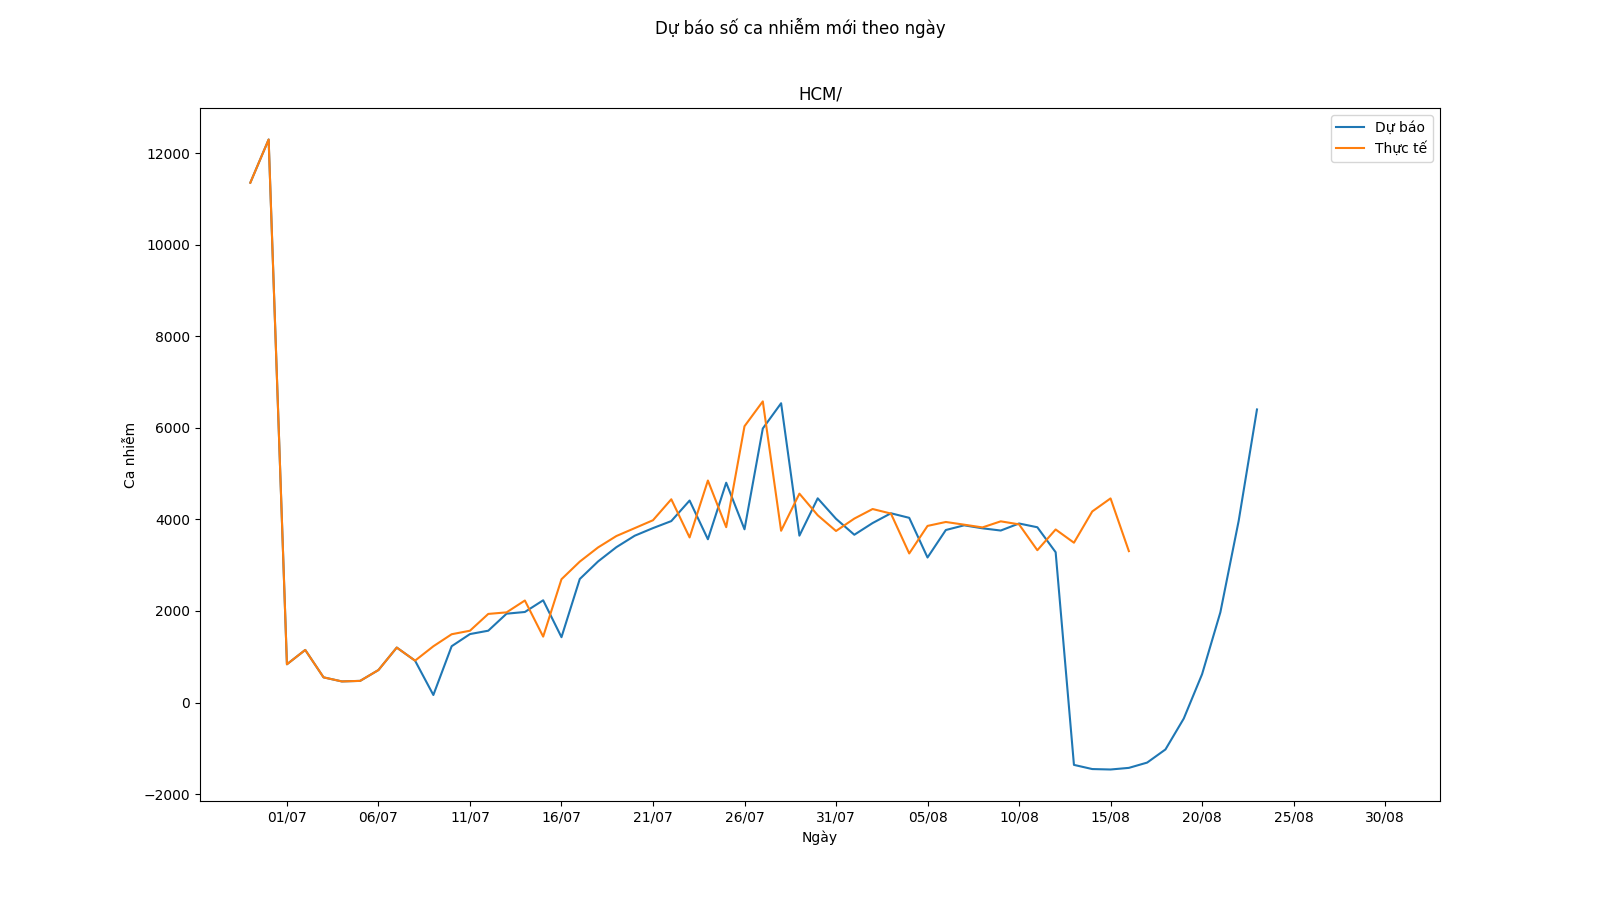 Dự báo số ca nhiễm mới theo ngày
HCM/
Dự báo
Thực tế
12000
10000
8000
6000
4000
2000
0
−2000
Ca nhiễm
01/07 06/07 11/07 16/07 21/07 26/07 31/07 05/08 10/08 15/08 20/08 25/08 30/08
Ngày